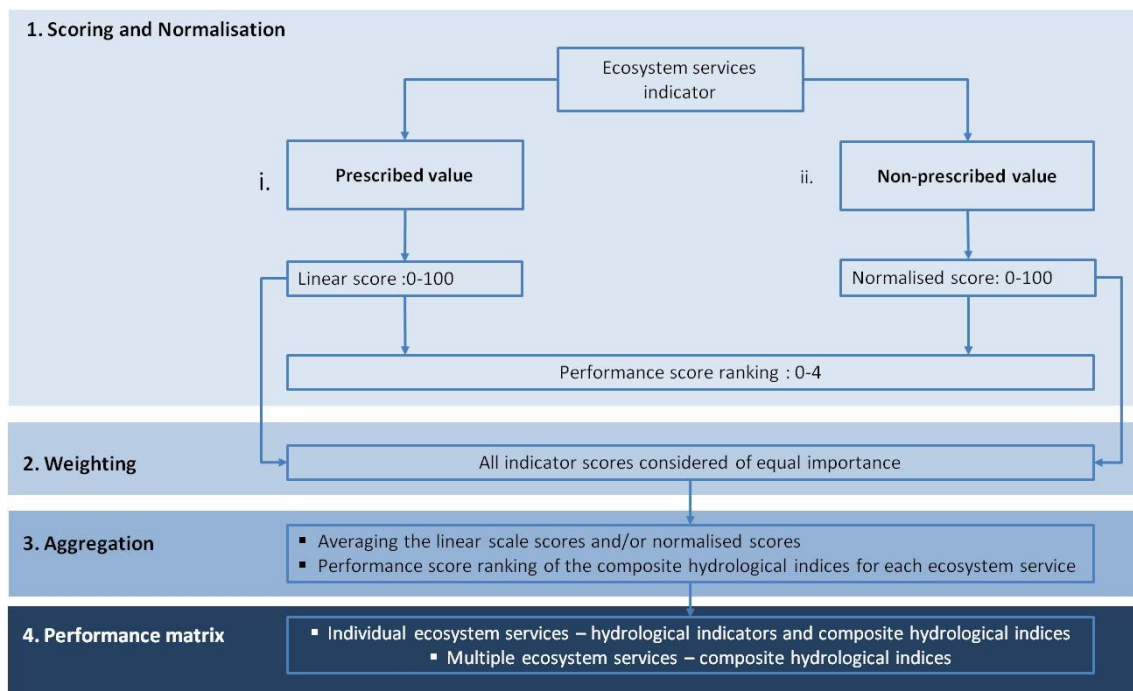 1. Scoring and Normalisation
Ecosystem services
indicator
i.
Prescribed value
ii.
Non-prescribed value
Linear score :0-100
Normalised score: 0-100
Performance score ranking : 0-4
2. Weighting
All indicator scores considered of equal importance
3. Aggregation
▪ Averaging the linear scale scores and/or normalised scores
▪ Performance score ranking of the composite hydrological indices for each ecosystem service
4. Performance matrix
▪ Individual ecosystem services – hydrological indicators and composite hydrological indices
▪ Multiple ecosystem services – composite hydrological indices